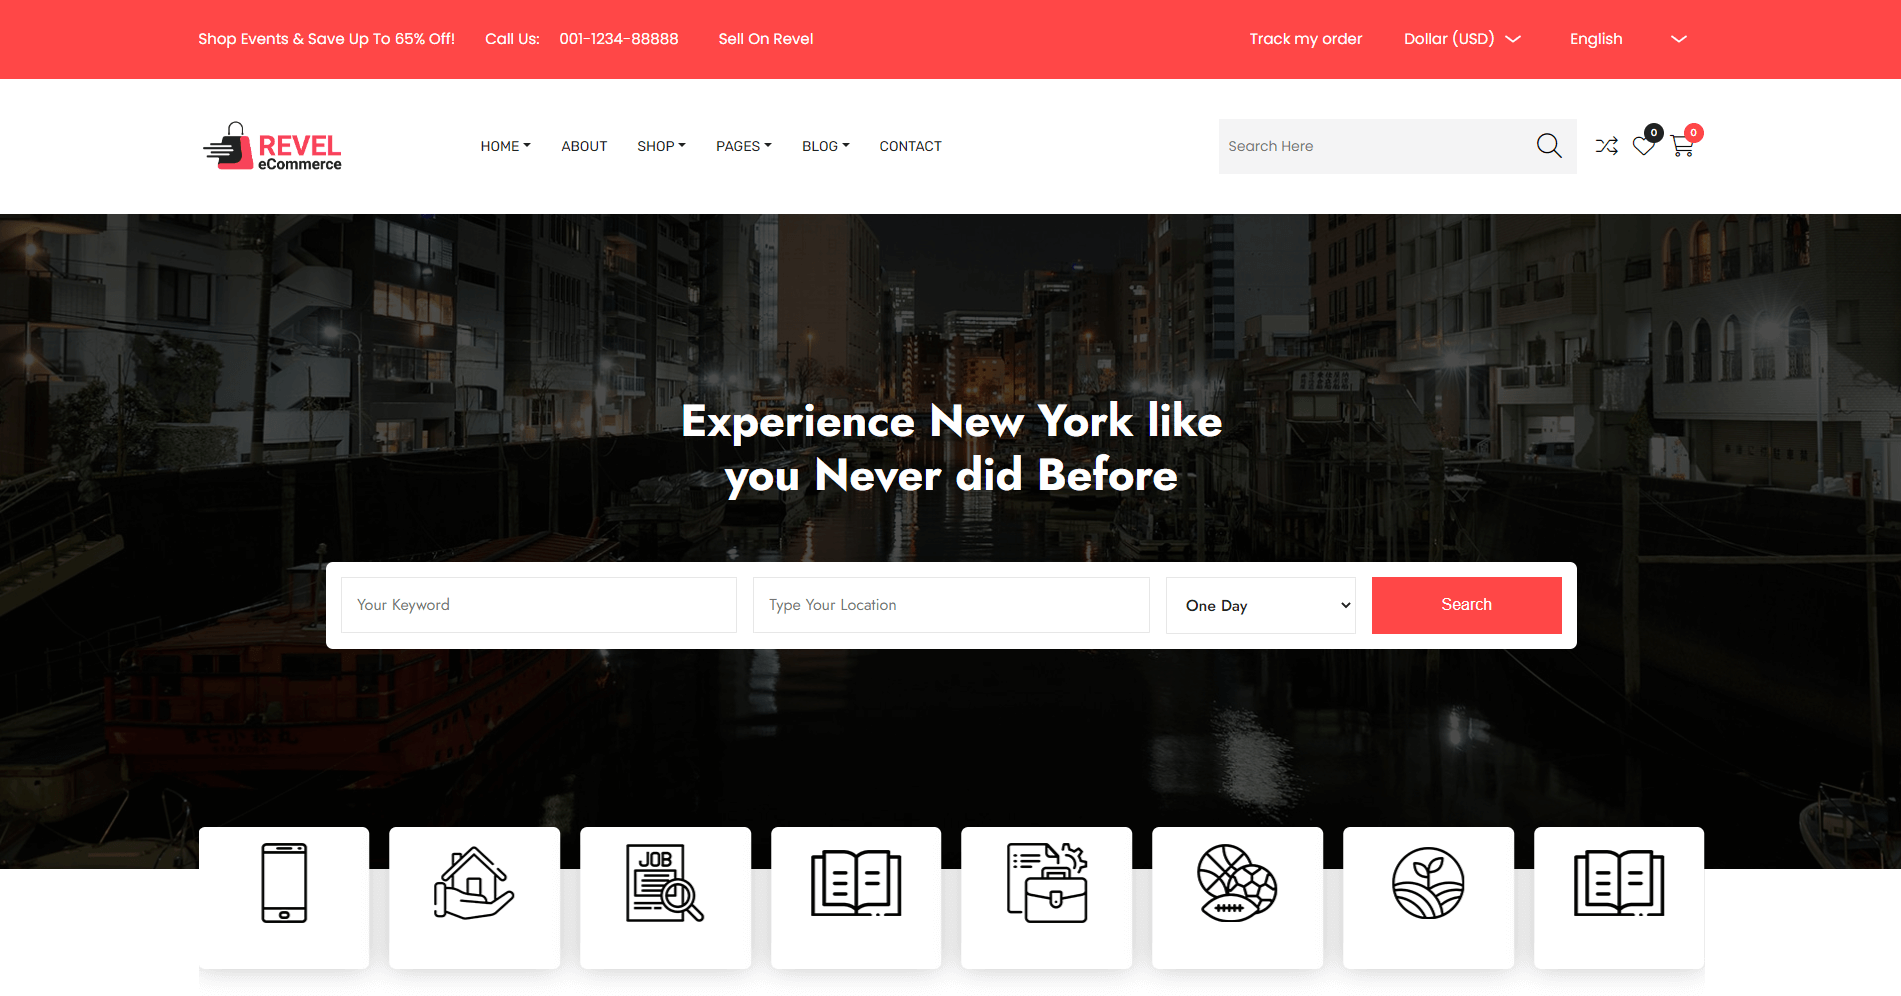 Shop Events & Save Up To 65% Off! Call Us: 001-1234-88888 Sell On Revel Track my order Dollar (USD) English
REVEL
eCommerce
HOME ABOUT SHOP PAGES BLOG CONTACT
Search Here
0
0
Experience New York like
you Never did Before
Your Keyword Type Your Location One Day Search
JOB